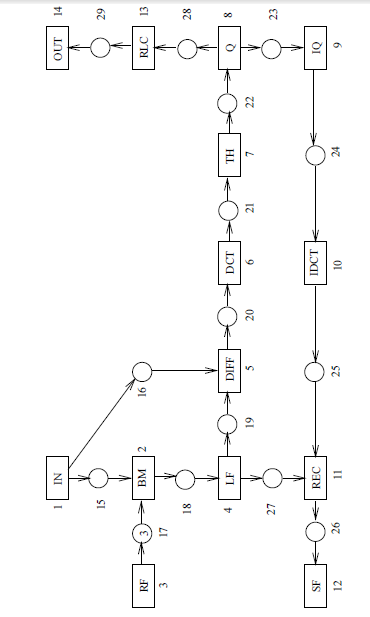 1 IN OUT 14
15 29
RF 3 BM 2 16 RLC 13
3 17
18 28
4 LF DIFF DCT TH Q 8
19 5 20 6 21 7 22
27 23
SF REC IDCT IQ
12 26 11 25 10 24 9